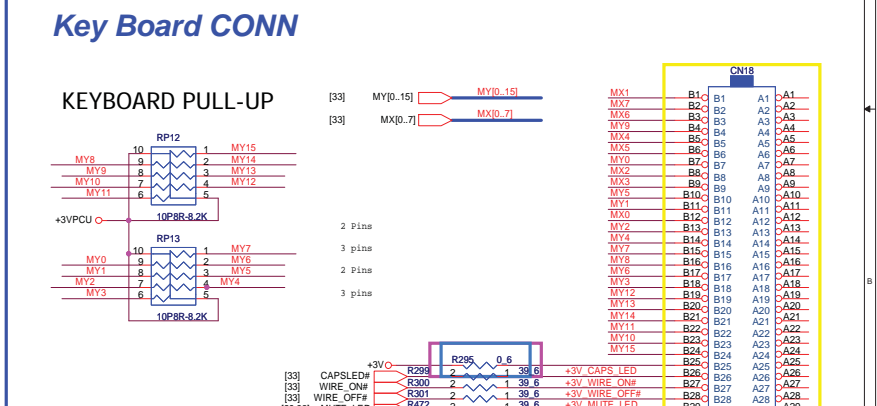 Key Board CONN
CN18
KEYBOARD PULL-UP
[33] MY[0..15] MY[0..15]
[33] MX[0..7] MX[0..7]
RP12
10 1 MY15
MY8 9 2 MY14
MY9 8 3 MY13
MY10 7 4 MY12
MY11 6 5
+3VPCU
10P8R-8.2K
RP13
10 1 MY7
MY0 9 2 MY6
MY1 8 3 MY5
MY2 7 4 MY4
MY3 6 5
10P8R-8.2K
2 Pins
3 pins
2 Pins
3 pins
MX1 B1 B1 A1 A1
MX7 B2 B2 A2 A2
MX6 B3 B3 A3 A3
MY9 B4 B4 A4 A4
MX4 B5 B5 A5 A5
MX5 B6 B6 A6 A6
MY0 B7 B7 A7 A7
MX2 B8 B8 A8 A8
MX3 B9 B9 A9 A9
MY5 B10 B10 A10 A10
MY1 B11 B11 A11 A11
MX0 B12 B12 A12 A12
MY2 B13 B13 A13 A13
MY4 B14 B14 A14 A14
MY7 B15 B15 A15 A15
MY8 B16 B16 A16 A16
MY6 B17 B17 A17 A17
MY3 B18 B18 A18 A18
MY12 B19 B19 A19 A19
MY13 B20 B20 A20 A20
MY14 B21 B21 A21 A21
MY11 B22 B22 A22 A22
MY10 B23 B23 A23 A23
MY15 B24 B24 A24 A24
B25 B25 A25 A25
B26 B26 A26 A26
B27 B27 A27 A27
B28 B28 A28 A28
B
+3V R295 0_6
[33] CAPSLED# R299 2 1 39_6 +3V_CAPS_LED
[33] WIRE_ON# R300 2 1 39_6 +3V_WIRE_ON#
[33] WIRE_OFF# R301 2 1 39_6 +3V_WIRE_OFF#
MUTE_LED R472 2 1 39_6 +3V_MUTE_LED B29 A29